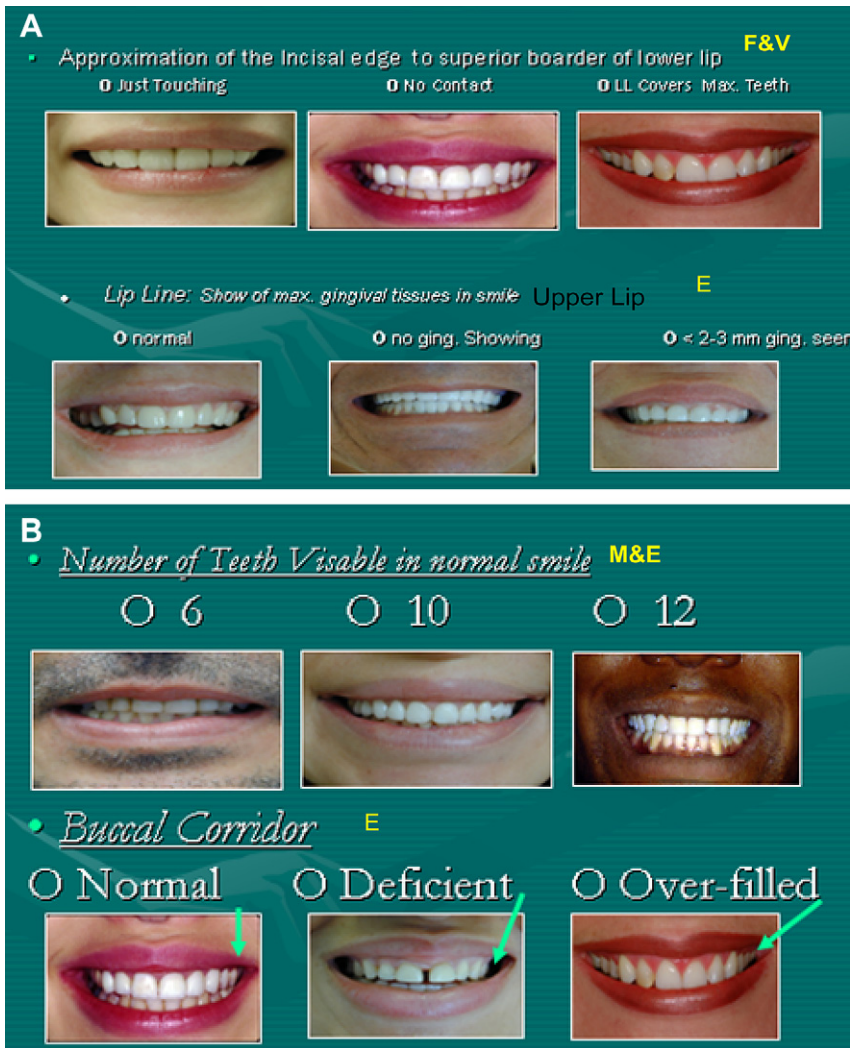 A
Approximation of the Incisal edge to superior boarder of lower lip F&V
O Just Touching O No Contact O LL Covers Max. Teeth
Lip Line: Show of max. gingival tissues in smile Upper Lip E
O normal O no ging. Showing O < 2-3 mm ging. seen
B
Number of Teeth Visable in normal smile M&E
O 6 O 10 O 12
Buccal Corridor E
O Normal O Deficient O Over-filled